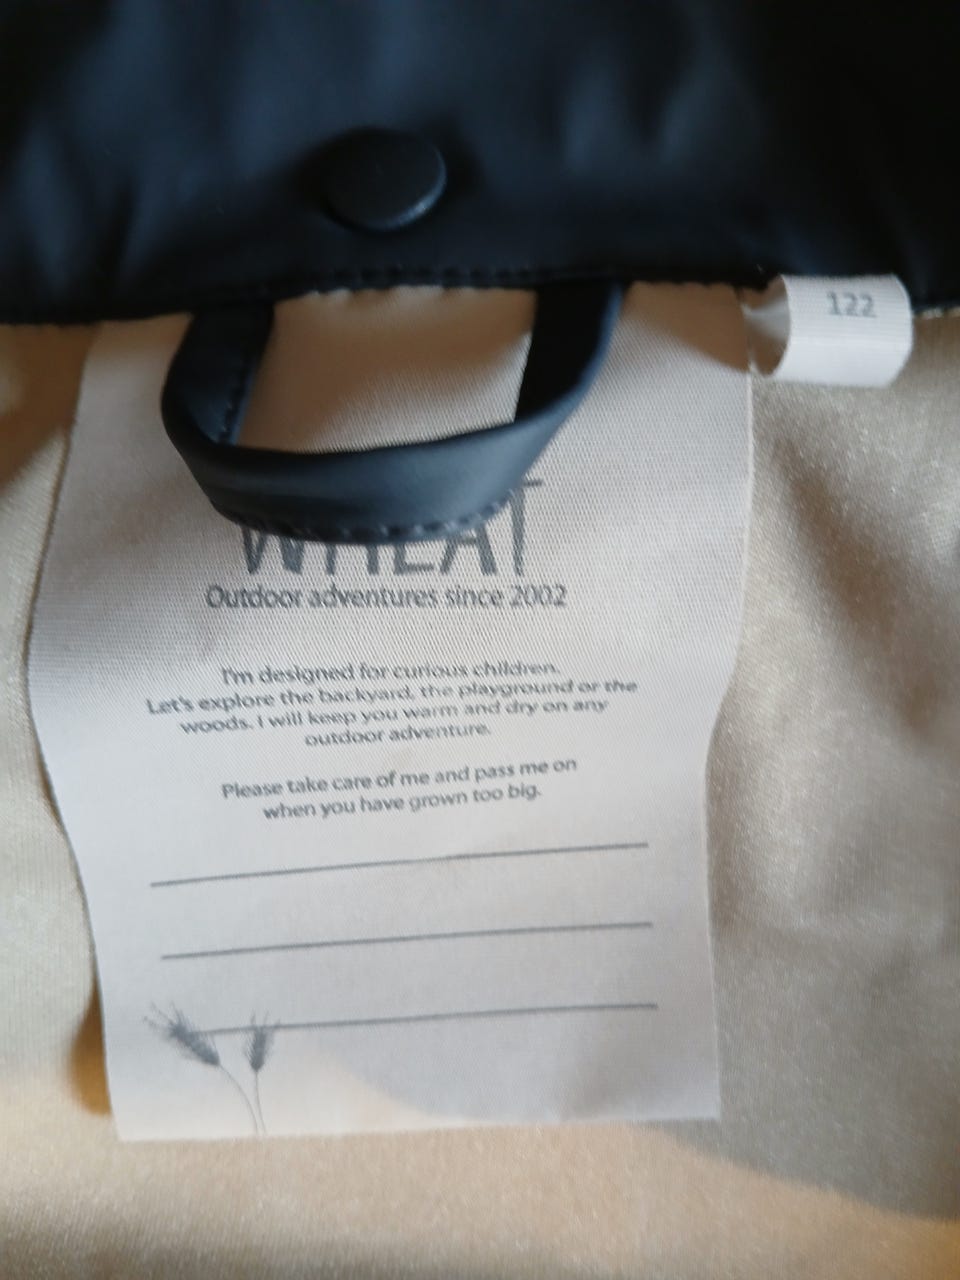 122
WHEAT
Outdoor adventures since 2002
I'm designed for curious children.
Let's explore the backyard, the playground or the
woods. I will keep you warm and dry on any
outdoor adventure.
Please take care of me and pass me on
when you have grown too big.